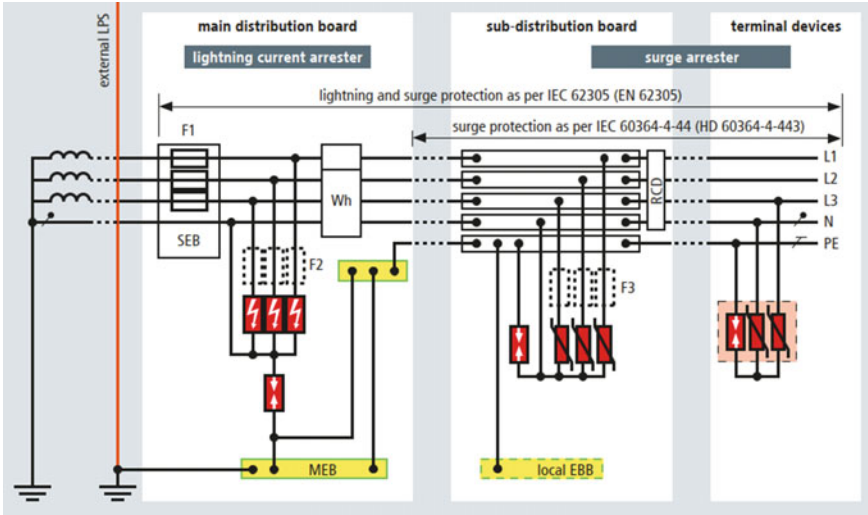 main distribution board
sub-distribution board
terminal devices
external LPS
lightning current arrester
surge arrester
lightning and surge protection as per IEC 62305 (EN 62305)
surge protection as per IEC 60364-4-44 (HD 60364-4-443)
F1
L1
L2
L3
N
PE
Wh
RCD
SEB
F2
F3
MEB
local EBB